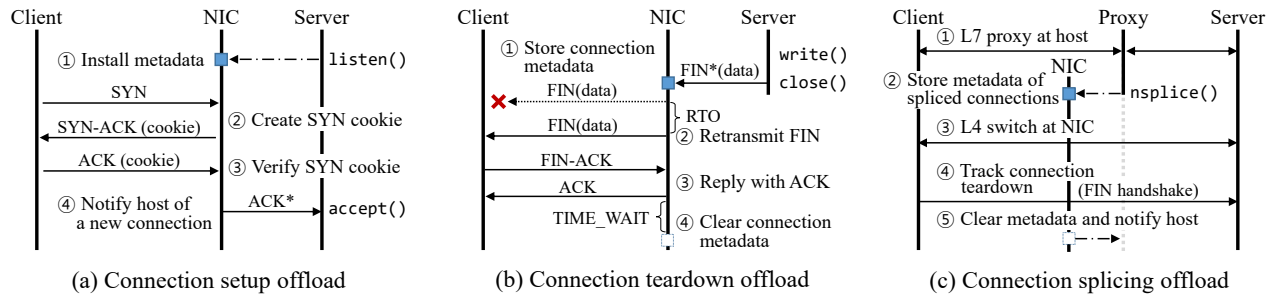 Client
NIC
Server
① Install metadata
listen()
SYN
SYN-ACK (cookie)
② Create SYN cookie
ACK (cookie)
③ Verify SYN cookie
④ Notify host of
a new connection
ACK*
accept()
(a) Connection setup offload
Client
NIC
Server
① Store connection
metadata
write()
FIN*(data)
close()
FIN(data)
RTO
FIN(data)
② Retransmit FIN
FIN-ACK
③ Reply with ACK
ACK
TIME_WAIT
④ Clear connection
metadata
(b) Connection teardown offload
Client
Proxy
Server
① L7 proxy at host
NIC
② Store metadata of
spliced connections
nsplice()
③ L4 switch at NIC
④ Track connection
teardown
(FIN handshake)
⑤ Clear metadata and notify host
(c) Connection splicing offload